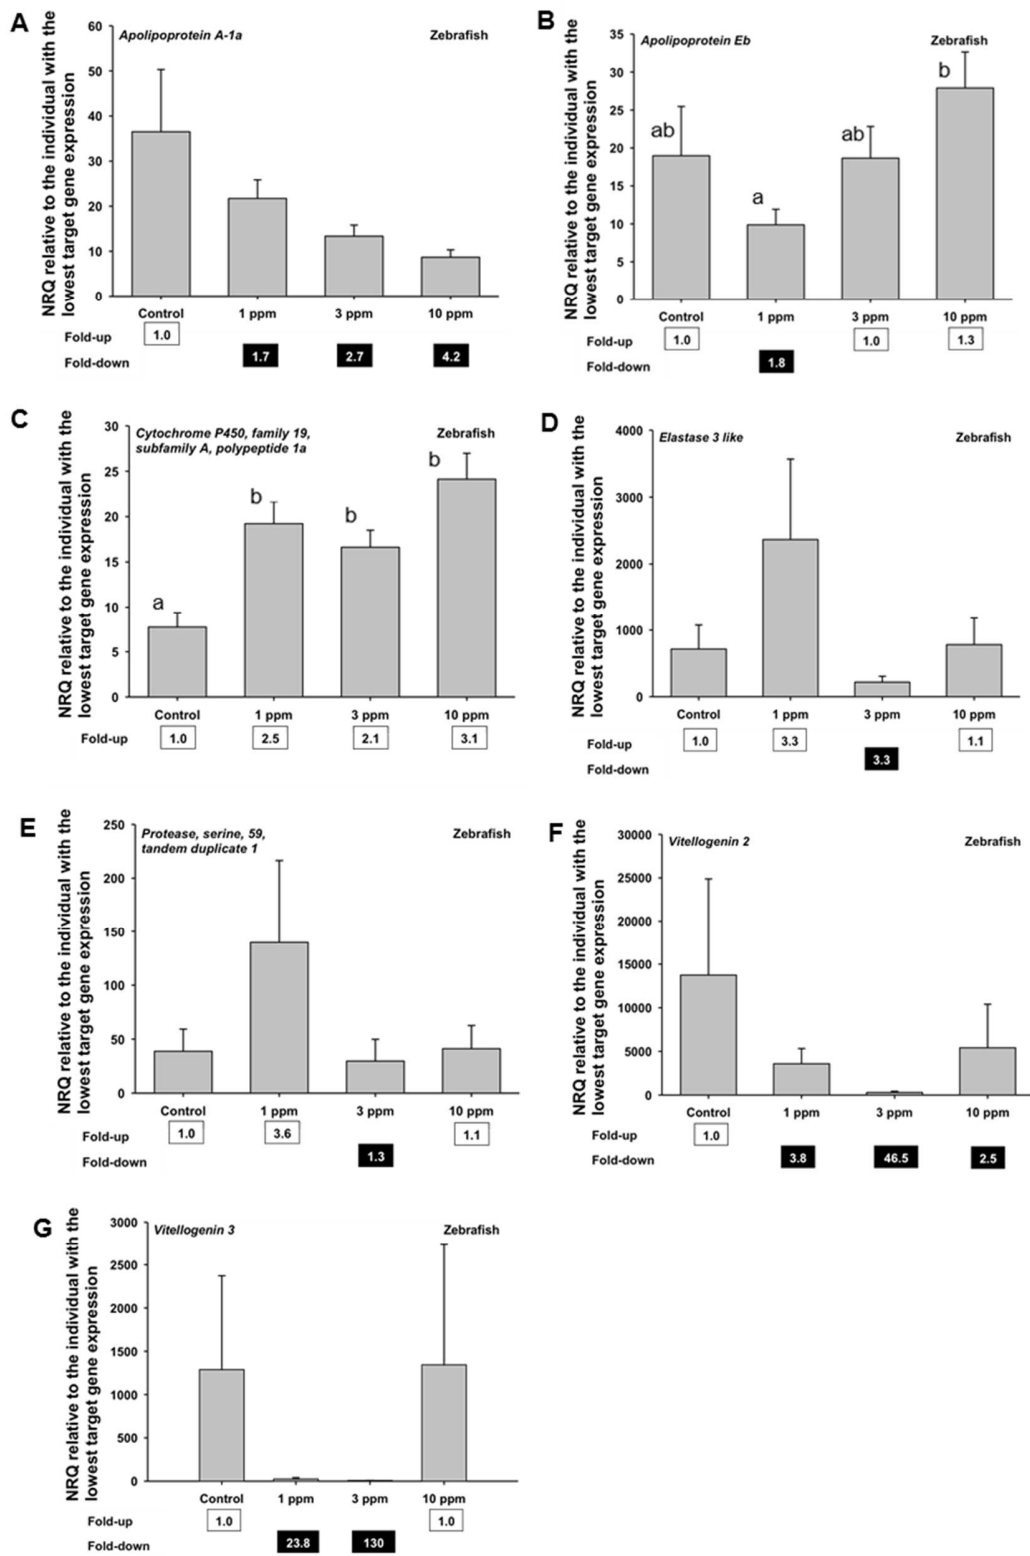 A
NRQ relative to the individual with the
lowest target gene expression
Apolipoprotein A-1a
Zebrafish
60
50
40
30
20
10
0
Control 1 ppm 3 ppm 10 ppm
Fold-up 1.0
Fold-down 1.7 2.7 4.2
B
NRQ relative to the individual with the
lowest target gene expression
Apolipoprotein Eb
Zebrafish
35
30
25
20
15
10
5
0
ab a ab b
Control 1 ppm 3 ppm 10 ppm
Fold-up 1.0 1.0 1.3
Fold-down 1.8
C
NRQ relative to the individual with the
lowest target gene expression
Cytochrome P450, family 19,
subfamily A, polypeptide 1a
Zebrafish
30
25
20
15
10
5
0
a b b b
Control 1 ppm 3 ppm 10 ppm
Fold-up 1.0 2.5 2.1 3.1
D
NRQ relative to the individual with the
lowest target gene expression
Elastase 3 like
Zebrafish
4000
3000
2000
1000
0
Control 1 ppm 3 ppm 10 ppm
Fold-up 1.0 3.3 1.1
Fold-down 3.3
E
NRQ relative to the individual with the
lowest target gene expression
Protease, serine, 59,
tandem duplicate 1
Zebrafish
250
200
150
100
50
0
Control 1 ppm 3 ppm 10 ppm
Fold-up 1.0 3.6 1.1
Fold-down 1.3
F
NRQ relative to the individual with the
lowest target gene expression
Vitellogenin 2
Zebrafish
30000
25000
20000
15000
10000
5000
0
Control 1 ppm 3 ppm 10 ppm
Fold-up 1.0
Fold-down 3.8 46.5 2.5
G
NRQ relative to the individual with the
lowest target gene expression
Vitellogenin 3
Zebrafish
3000
2500
2000
1500
1000
500
0
Control 1 ppm 3 ppm 10 ppm
Fold-up 1.0 1.0
Fold-down 23.8 130